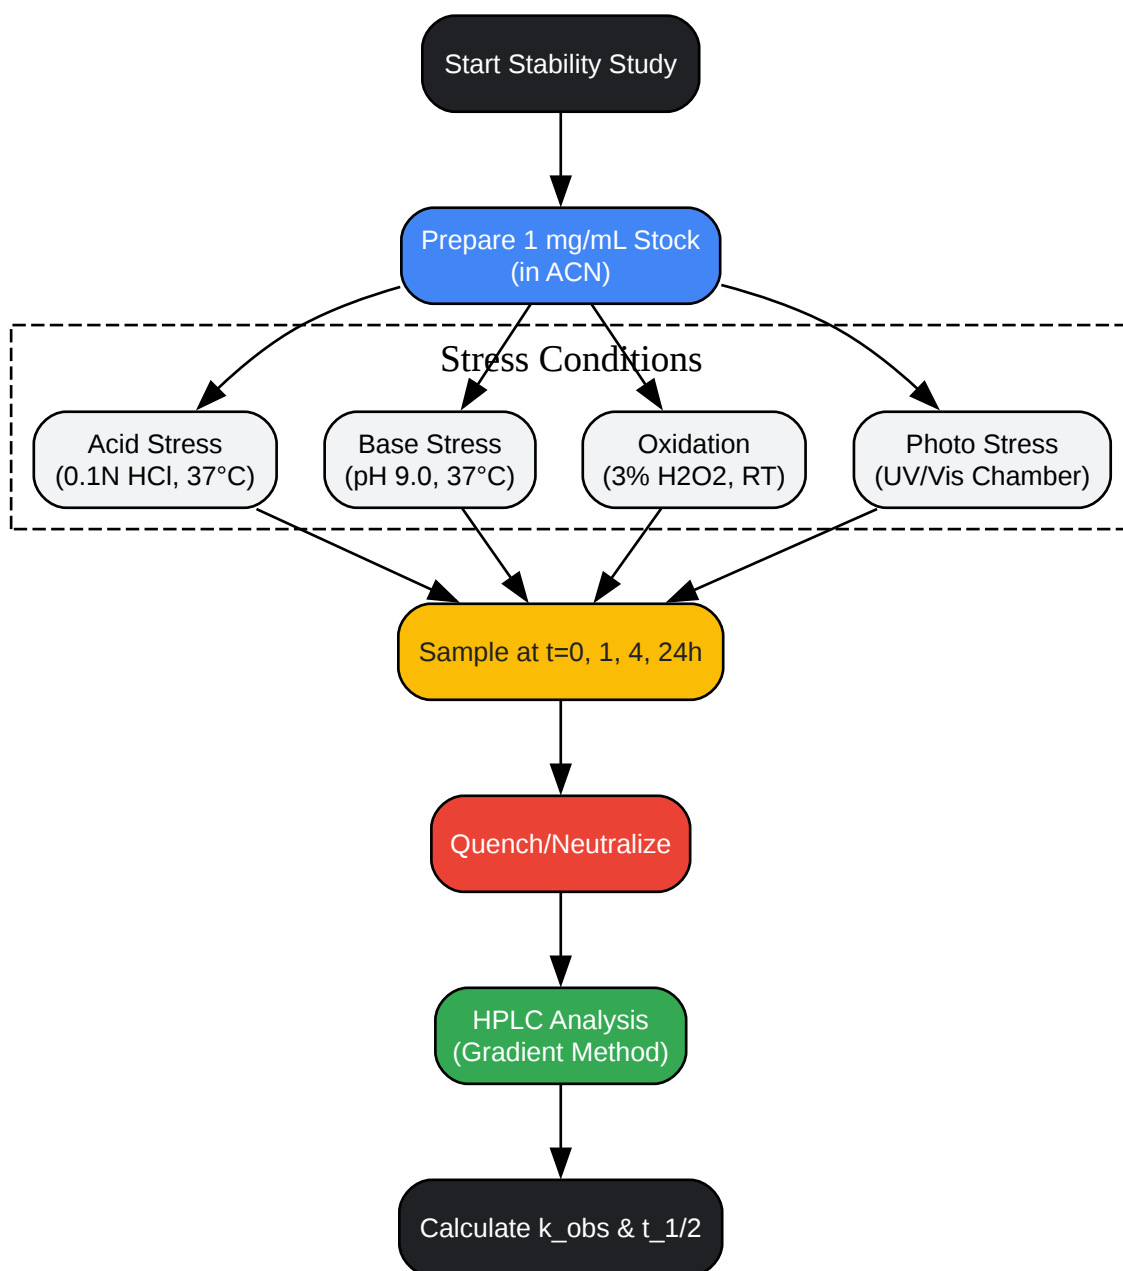 Start Stability Study
Prepare 1 mg/mL Stock
(in ACN)
Stress Conditions
Acid Stress
(0.1N HCl, 37°C)
Base Stress
(pH 9.0, 37°C)
Oxidation
(3% H2O2, RT)
Photo Stress
(UV/Vis Chamber)
Sample at t=0, 1, 4, 24h
Quench/Neutralize
HPLC Analysis
(Gradient Method)
Calculate k_obs & t_1/2